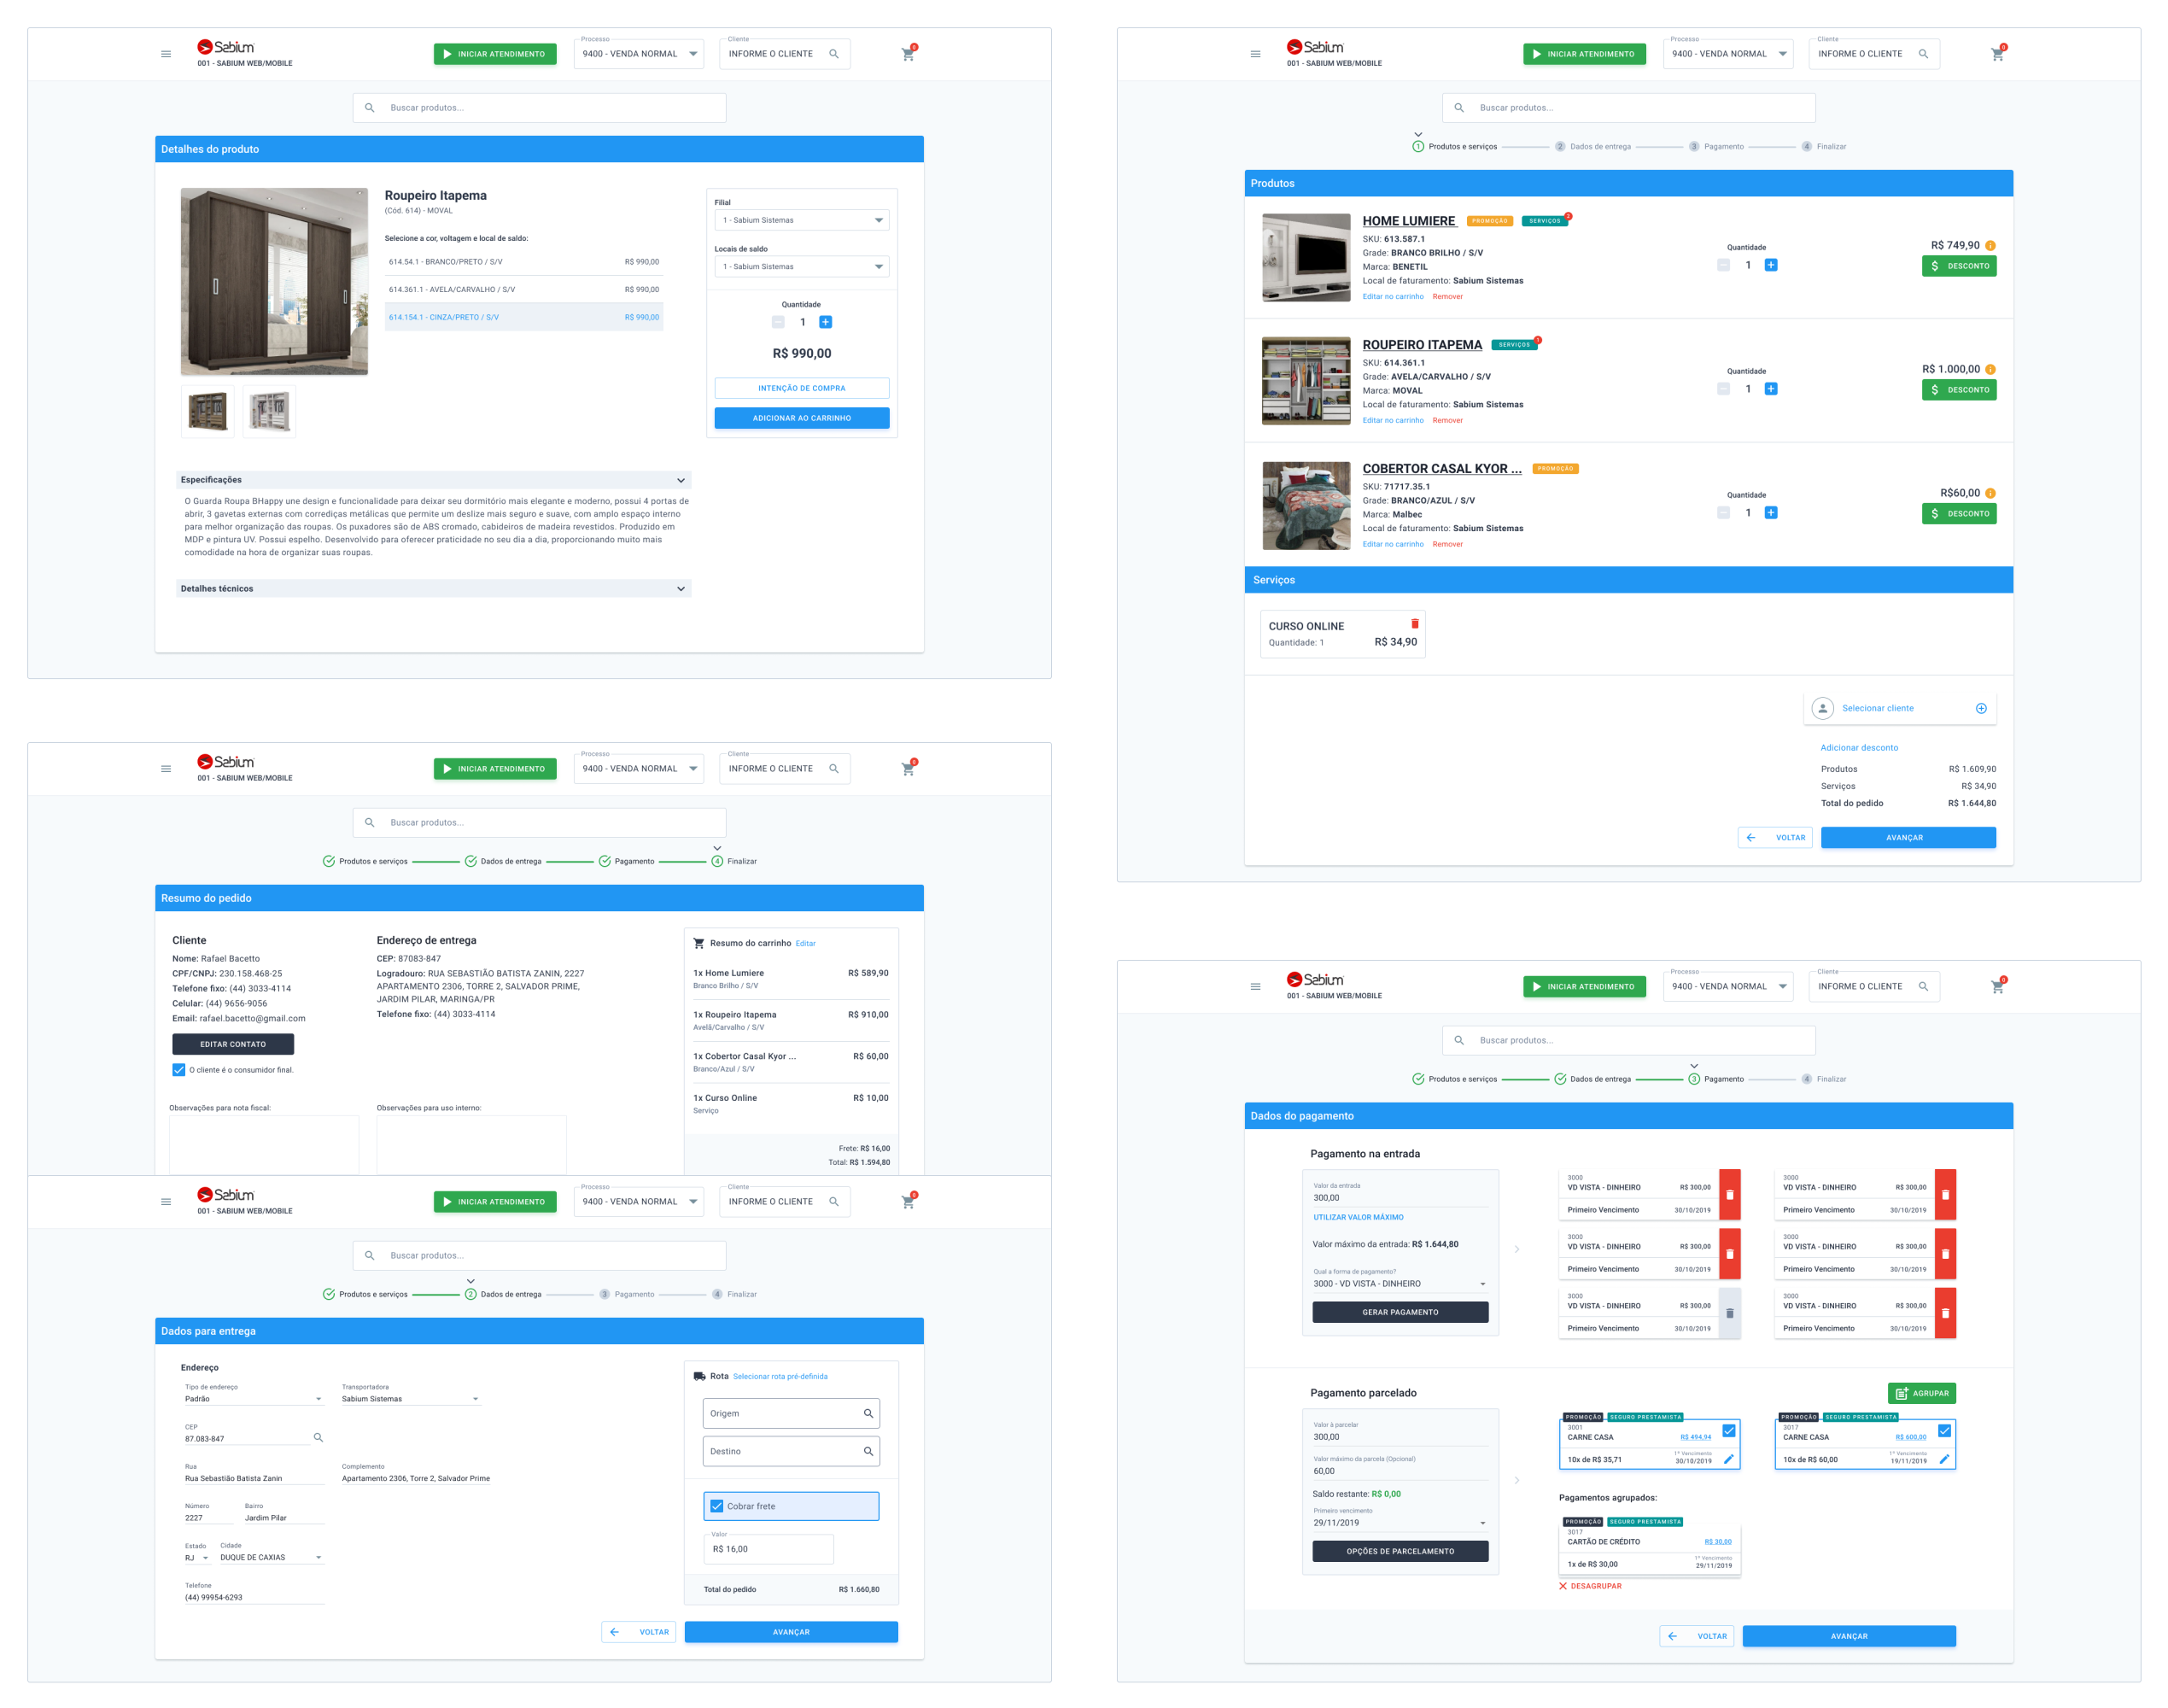 Sabium
001 - SABIUM WEB/MOBILE
INICIAR ATENDIMENTO
Processo
9400 - VENDA NORMAL
Cliente
INFORME O CLIENTE
0
Buscar produtos...
Detalhes do produto
Roupeiro Itapema
(Cód. 614) - MOVAL
Selecione a cor, voltagem e local de saldo:
614.54.1 - BRANCO/PRETO / S/V R$ 990,00
614.361.1 - AVELA/CARVALHO / S/V R$ 990,00
614.154.1 - CINZA/PRETO / S/V R$ 990,00
Filial
1 - Sabium Sistemas
Locais de saldo
1 - Sabium Sistemas
Quantidade
1
R$ 990,00
INTENÇÃO DE COMPRA
ADICIONAR AO CARRINHO
Especificações
O Guarda Roupa BHappy une design e funcionalidade para deixar seu dormitório mais elegante e moderno, possui 4 portas de
abrir, 3 gavetas externas com corrediças metálicas que permite um deslize mais seguro e suave, com amplo espaço interno
para melhor organização das roupas. Os puxadores são de ABS cromado, cabideiros de madeira revestidos. Produzido em
MDP e pintura UV. Possui espelho. Desenvolvido para oferecer praticidade no seu dia a dia, proporcionando muito mais
comodidade na hora de organizar suas roupas.
Detalhes técnicos
Sabium
001 - SABIUM WEB/MOBILE
INICIAR ATENDIMENTO
Processo
9400 - VENDA NORMAL
Cliente
INFORME O CLIENTE
0
Buscar produtos...
1 Produtos e serviços 2 Dados de entrega 3 Pagamento 4 Finalizar
Produtos
HOME LUMIERE PROMOÇÃO SERVIÇOS 2
SKU: 613.587.1
Grade: BRANCO BRILHO / S/V
Marca: BENETIL
Local de faturamento: Sabium Sistemas
Editar no carrinho Remover
Quantidade
1
R$ 749,90
DESCONTO
ROUPEIRO ITAPEMA SERVIÇOS 1
SKU: 614.361.1
Grade: AVELA/CARVALHO / S/V
Marca: MOVAL
Local de faturamento: Sabium Sistemas
Editar no carrinho Remover
Quantidade
1
R$ 1.000,00
DESCONTO
COBERTOR CASAL KYOR ... PROMOÇÃO
SKU: 71717.35.1
Grade: BRANCO/AZUL / S/V
Marca: Malbec
Local de faturamento: Sabium Sistemas
Editar no carrinho Remover
Quantidade
1
R$60,00
DESCONTO
Serviços
CURSO ONLINE
Quantidade: 1 R$ 34,90
Selecionar cliente
Adicionar desconto
Produtos R$ 1.609,90
Serviços R$ 34,90
Total do pedido R$ 1.644,80
VOLTAR
AVANÇAR
Sabium
001 - SABIUM WEB/MOBILE
INICIAR ATENDIMENTO
Processo
9400 - VENDA NORMAL
Cliente
INFORME O CLIENTE
0
Buscar produtos...
Produtos e serviços Dados de entrega Pagamento 4 Finalizar
Resumo do pedido
Cliente
Nome: Rafael Bacetto
CPF/CNPJ: 230.158.468-25
Telefone fixo: (44) 3033-4114
Celular: (44) 9656-9056
Email: rafael.bacetto@gmail.com
EDITAR CONTATO
O cliente é o consumidor final.
Endereço de entrega
CEP: 87083-847
Logradouro: RUA SEBASTIÃO BATISTA ZANIN, 2227
APARTAMENTO 2306, TORRE 2, SALVADOR PRIME,
JARDIM PILAR, MARINGA/PR
Telefone fixo: (44) 3033-4114
Observações para nota fiscal:
Observações para uso interno:
Resumo do carrinho Editar
1x Home Lumiere R$ 589,90
Branco Brilho / S/V
1x Roupeiro Itapema R$ 910,00
Avelã/Carvalho / S/V
1x Cobertor Casal Kyor ... R$ 60,00
Branco/Azul / S/V
1x Curso Online R$ 10,00
Serviço
Frete: R$ 16,00
Total: R$ 1.594,80
Sabium
001 - SABIUM WEB/MOBILE
INICIAR ATENDIMENTO
Processo
9400 - VENDA NORMAL
Cliente
INFORME O CLIENTE
0
Buscar produtos...
Produtos e serviços 2 Dados de entrega 3 Pagamento 4 Finalizar
Dados para entrega
Endereço
Tipo de endereço
Padrão
Transportadora
Sabium Sistemas
CEP
87.083-847
Rua
Rua Sebastião Batista Zanin
Complemento
Apartamento 2306, Torre 2, Salvador Prime
Número
2227
Bairro
Jardim Pilar
Estado
RJ
Cidade
DUQUE DE CAXIAS
Telefone
(44) 99954-6293
Rota Selecionar rota pré-definida
Origem
Destino
Cobrar frete
Valor
R$ 16,00
Total do pedido R$ 1.660,80
VOLTAR
AVANÇAR
Sabium
001 - SABIUM WEB/MOBILE
INICIAR ATENDIMENTO
Processo
9400 - VENDA NORMAL
Cliente
INFORME O CLIENTE
0
Buscar produtos...
Produtos e serviços Dados de entrega 3 Pagamento 4 Finalizar
Dados do pagamento
Pagamento na entrada
Valor da entrada
300,00
UTILIZAR VALOR MÁXIMO
Valor máximo da entrada: R$ 1.644,80
Qual a forma de pagamento?
3000 - VD VISTA - DINHEIRO
GERAR PAGAMENTO
3000
VD VISTA - DINHEIRO R$ 300,00
Primeiro Vencimento 30/10/2019
3000
VD VISTA - DINHEIRO R$ 300,00
Primeiro Vencimento 30/10/2019
3000
VD VISTA - DINHEIRO R$ 300,00
Primeiro Vencimento 30/10/2019
3000
VD VISTA - DINHEIRO R$ 300,00
Primeiro Vencimento 30/10/2019
3000
VD VISTA - DINHEIRO R$ 300,00
Primeiro Vencimento 30/10/2019
3000
VD VISTA - DINHEIRO R$ 300,00
Primeiro Vencimento 30/10/2019
Pagamento parcelado
AGRUPAR
Valor à parcelar
300,00
Valor máximo da parcela (Opcional)
60,00
Saldo restante: R$ 0,00
Primeiro vencimento
29/11/2019
OPÇÕES DE PARCELAMENTO
PROMOÇÃO SEGURO PRESTAMISTA
3001
CARNE CASA R$ 494,94
1º Vencimento
10x de R$ 35,71 30/10/2019
PROMOÇÃO SEGURO PRESTAMISTA
3017
CARNE CASA R$ 600,00
1º Vencimento
10x de R$ 60,00 19/11/2019
Pagamentos agrupados:
PROMOÇÃO SEGURO PRESTAMISTA
3017
CARTÃO DE CRÉDITO R$ 30,00
1º Vencimento
1x de R$ 30,00 29/11/2019
DESAGRUPAR
VOLTAR
AVANÇAR